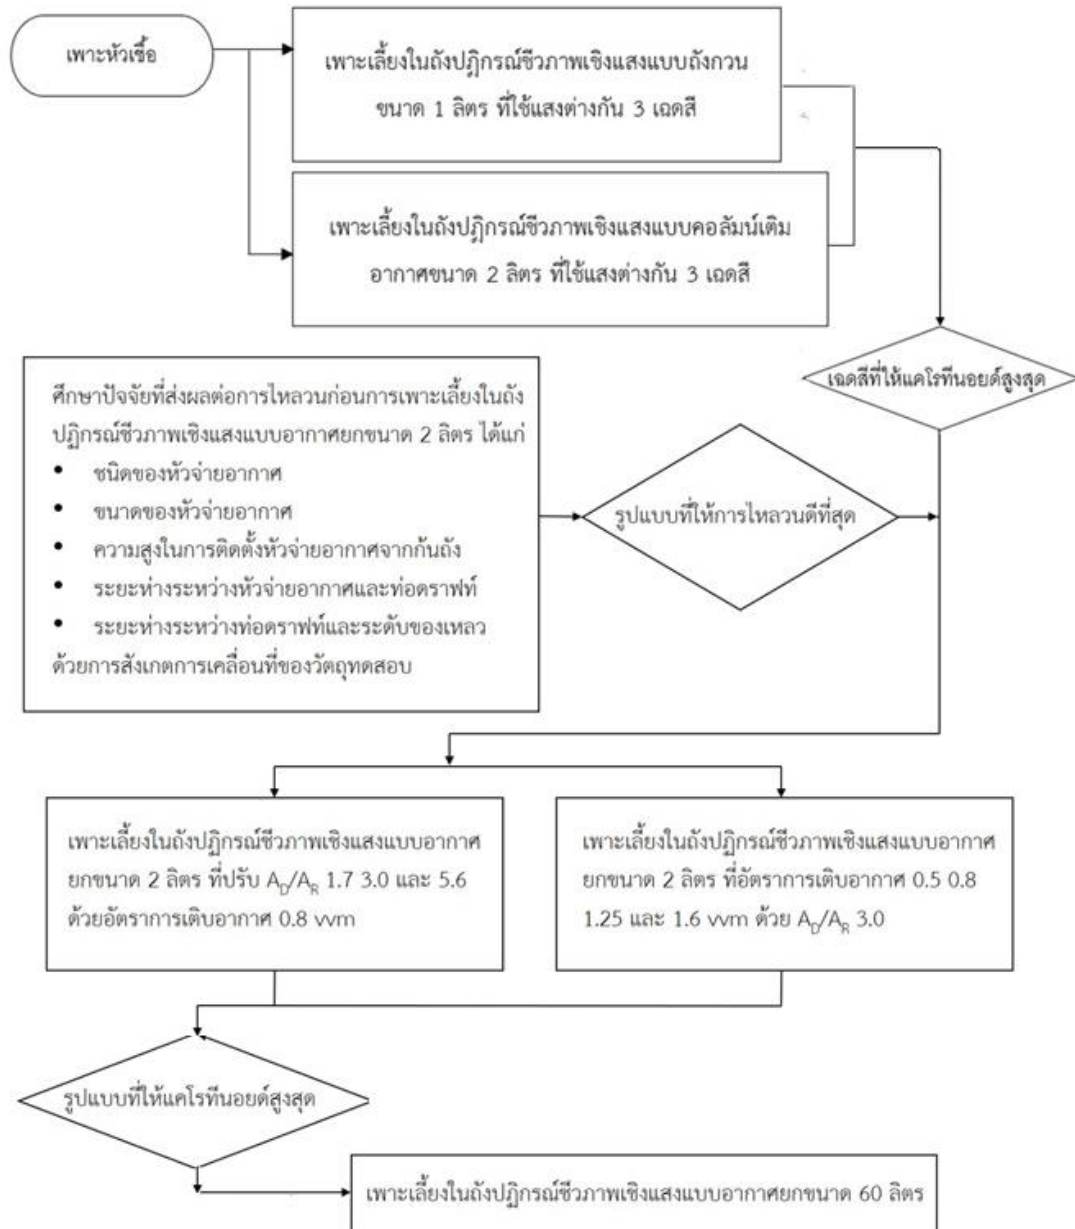 เพาะหัวเชื้อ
เพาะเลี้ยงในถังปฏิกรณ์ชีวภาพเชิงแสงแบบถังกวน
ขนาด 1 ลิตร ที่ใช้แสงต่างกัน 3 เฉดสี
เพาะเลี้ยงในถังปฏิกรณ์ชีวภาพเชิงแสงแบบคอลัมน์เติม
อากาศขนาด 2 ลิตร ที่ใช้แสงต่างกัน 3 เฉดสี
เฉดสีที่ให้แคโรทีนอยด์สูงสุด
ศึกษาปัจจัยที่ส่งผลต่อการไหลวนก่อนการเพาะเลี้ยงในถัง
ปฏิกรณ์ชีวภาพเชิงแสงแบบอากาศยกขนาด 2 ลิตร ได้แก่
• ชนิดของหัวจ่ายอากาศ
• ขนาดของหัวจ่ายอากาศ
• ความสูงในการติดตั้งหัวจ่ายอากาศจากก้นถัง
• ระยะห่างระหว่างหัวจ่ายอากาศและท่อดราฟท์
• ระยะห่างระหว่างท่อดราฟท์และระดับของเหลว
ด้วยการสังเกตการเคลื่อนที่ของวัตถุทดสอบ
รูปแบบที่ให้การไหลวนดีที่สุด
เพาะเลี้ยงในถังปฏิกรณ์ชีวภาพเชิงแสงแบบอากาศ
ยกขนาด 2 ลิตร ที่ปรับ A_D/A_R 1.7 3.0 และ 5.6
ด้วยอัตราการเติบอากาศ 0.8 vvm
เพาะเลี้ยงในถังปฏิกรณ์ชีวภาพเชิงแสงแบบอากาศ
ยกขนาด 2 ลิตร ที่อัตราการเติบอากาศ 0.5 0.8
1.25 และ 1.6 vvm ด้วย A_D/A_R 3.0
รูปแบบที่ให้แคโรทีนอยด์สูงสุด
เพาะเลี้ยงในถังปฏิกรณ์ชีวภาพเชิงแสงแบบอากาศยกขนาด 60 ลิตร